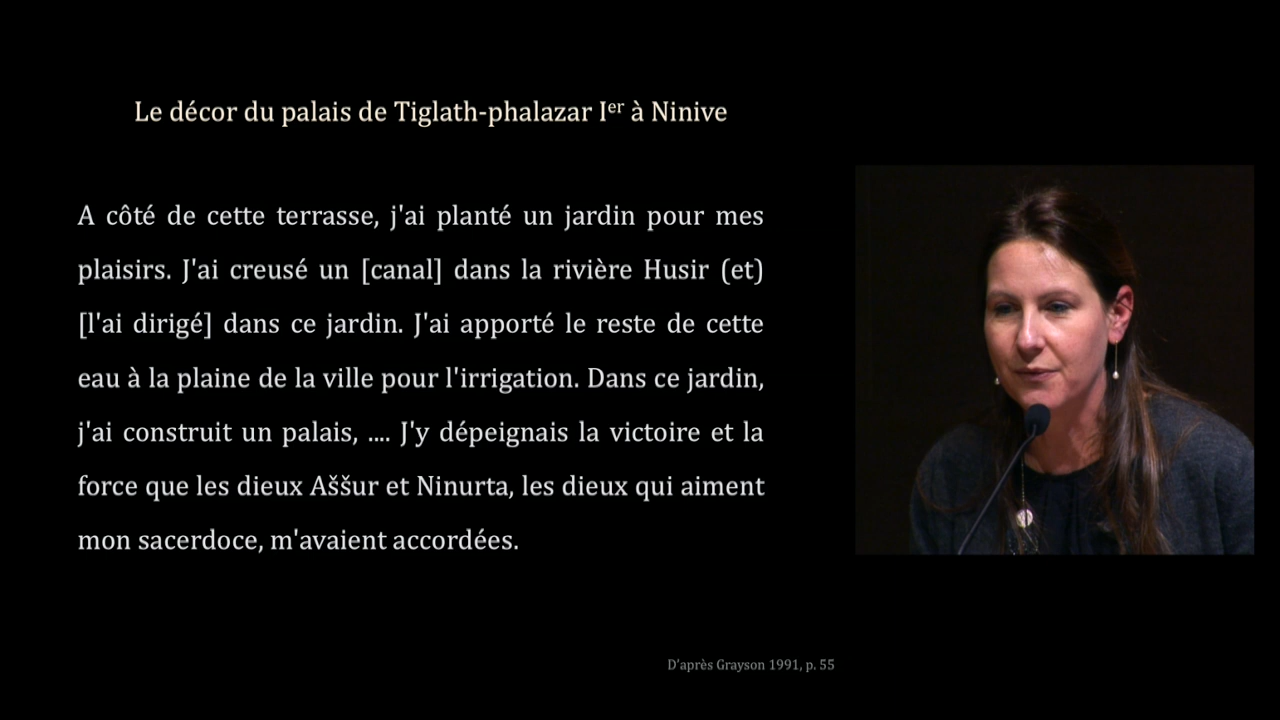 Le décor du palais de Tiglath-phalazar Iᵉʳ à Ninive
A côté de cette terrasse, j'ai planté un jardin pour mes
plaisirs. J'ai creusé un [canal] dans la rivière Husir (et)
[l'ai dirigé] dans ce jardin. J'ai apporté le reste de cette
eau à la plaine de la ville pour l'irrigation. Dans ce jardin,
j'ai construit un palais, .... J'y dépeignais la victoire et la
force que les dieux Aššur et Ninurta, les dieux qui aiment
mon sacerdoce, m'avaient accordées.
D'après Grayson 1991, p. 55